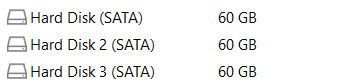 Hard Disk (SATA) 60 GB
Hard Disk 2 (SATA) 60 GB
Hard Disk 3 (SATA) 60 GB